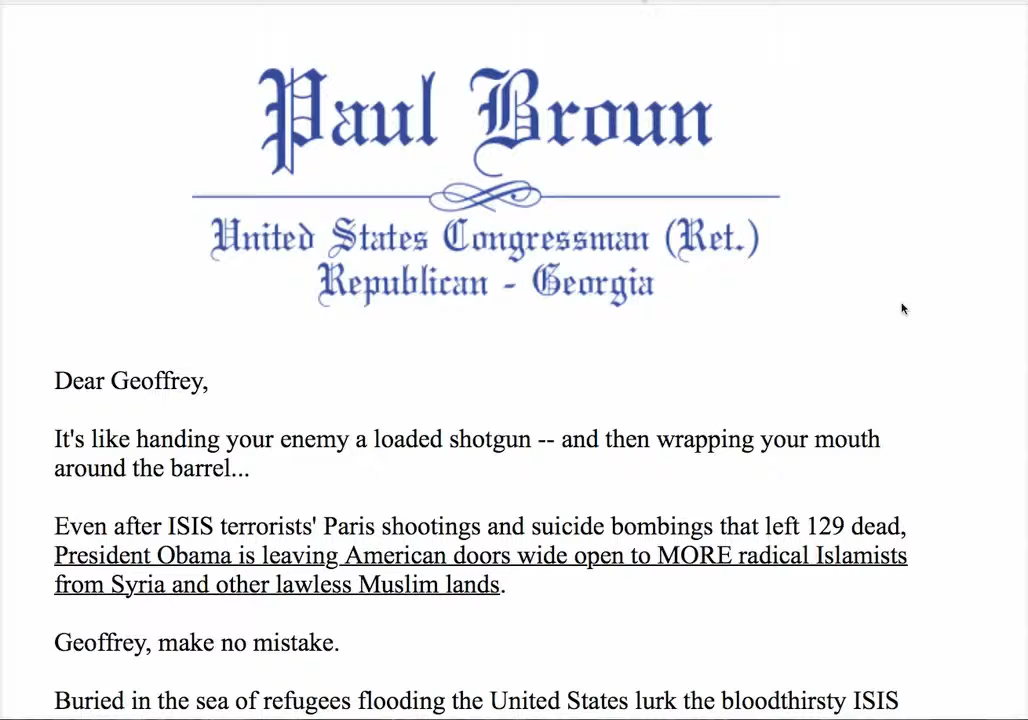 Paul Broun
United States Congressman (Ret.)
Republican - Georgia
Dear Geoffrey,
It's like handing your enemy a loaded shotgun -- and then wrapping your mouth
around the barrel...
Even after ISIS terrorists' Paris shootings and suicide bombings that left 129 dead,
President Obama is leaving American doors wide open to MORE radical Islamists
from Syria and other lawless Muslim lands.
Geoffrey, make no mistake.
Buried in the sea of refugees flooding the United States lurk the bloodthirsty ISIS